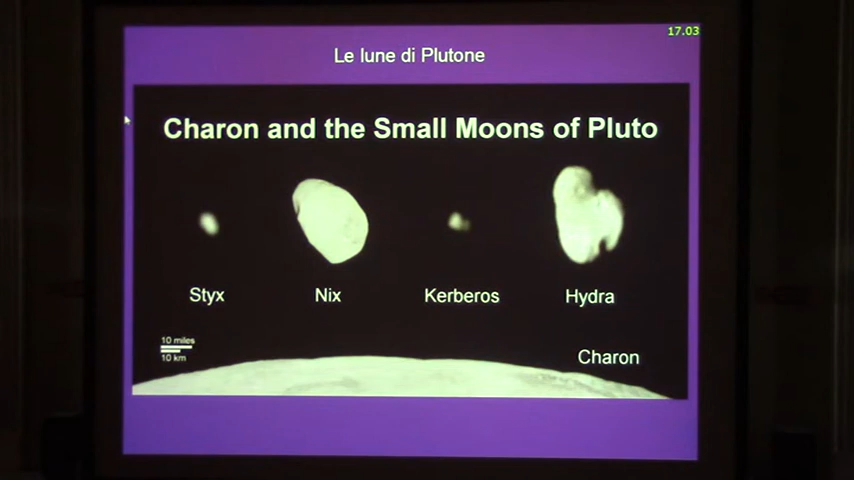 17.03
Le lune di Plutone
Charon and the Small Moons of Pluto
Styx
Nix
Kerberos
Hydra
10 miles
10 km
Charon